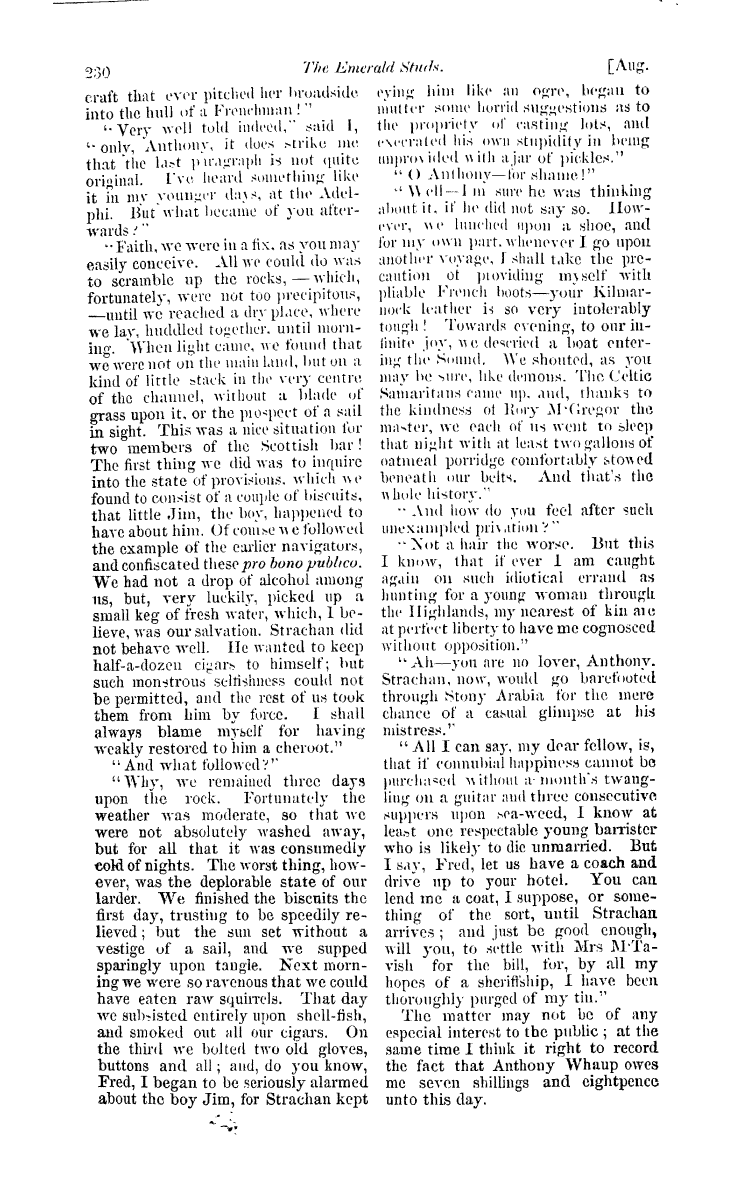 230
The Emerald Studs.
[Aug.
craft that ever pitched her broadside
into the hull of a Frenchman!"
"Very well told indeed," said I,
"only, Anthony, it does strike me
that the last paragraph is not quite
original. I've heard something like
it in my younger days, at the Adel-
phi. But what became of you after-
wards?"
"Faith, we were in a fix, as you may
easily conceive. All we could do was
to scramble up the rocks, — which,
fortunately, were not too precipitous,
—until we reached a dry place, where
we lay, huddled together, until morn-
ing. When light came, we found that
we were not on the main land, but on a
kind of little stack in the very centre
of the channel, without a blade of
grass upon it, or the prospect of a sail
in sight. This was a nice situation for
two members of the Scottish bar!
The first thing we did was to inquire
into the state of provisions, which we
found to consist of a couple of biscuits,
that little Jim, the boy, happened to
have about him. Of course we followed
the example of the earlier navigators,
and confiscated these pro bono publico.
We had not a drop of alcohol among
us, but, very luckily, picked up a
small keg of fresh water, which, I be-
lieve, was our salvation. Strachan did
not behave well. He wanted to keep
half-a-dozen cigars to himself; but
such monstrous selfishness could not
be permitted, and the rest of us took
them from him by force. I shall
always blame myself for having
weakly restored to him a cheroot."
"And what followed?"
"Why, we remained three days
upon the rock. Fortunately the
weather was moderate, so that we
were not absolutely washed away,
but for all that it was consumedly
cold of nights. The worst thing, how-
ever, was the deplorable state of our
larder. We finished the biscuits the
first day, trusting to be speedily re-
lieved; but the sun set without a
vestige of a sail, and we supped
sparingly upon tangle. Next morn-
ing we were so ravenous that we could
have eaten raw squirrels. That day
we subsisted entirely upon shell-fish,
and smoked out all our cigars. On
the third we bolted two old gloves,
buttons and all; and, do you know,
Fred, I began to be seriously alarmed
about the boy Jim, for Strachan kept
eying him like an ogre, began to
mutter some horrid suggestions as to
the propriety of casting lots, and
execrated his own stupidity in being
unprovided with a jar of pickles."
"O Anthony—for shame!"
"Well—I'm sure he was thinking
about it, if he did not say so. How-
ever, we lunched upon a shoe, and
for my own part, whenever I go upon
another voyage, I shall take the pre-
caution of providing myself with
pliable French boots—your Kilmar-
nock leather is so very intolerably
tough! Towards evening, to our in-
finite joy, we descried a boat enter-
ing the Sound. We shouted, as you
may be sure, like demons. The Celtic
Samaritans came up, and, thanks to
the kindness of Rory M'Gregor the
master, we each of us went to sleep
that night with at least two gallons of
oatmeal porridge comfortably stowed
beneath our belts. And that's the
whole history."
"And how do you feel after such
unexampled privation?"
"Not a hair the worse. But this
I know, that if ever I am caught
again on such idiotical errand as
hunting for a young woman through
the Highlands, my nearest of kin are
at perfect liberty to have me cognosced
without opposition."
"Ah—you are no lover, Anthony.
Strachan, now, would go barefooted
through Stony Arabia for the mere
chance of a casual glimpse at his
mistress."
"All I can say, my dear fellow, is,
that if connubial happiness cannot be
purchased without a month's twang-
ling on a guitar and three consecutive
suppers upon sea-weed, I know at
least one respectable young barrister
who is likely to die unmarried. But
I say, Fred, let us have a coach and
drive up to your hotel. You can
lend me a coat, I suppose, or some-
thing of the sort, until Strachan
arrives; and just be good enough,
will you, to settle with Mrs M'Ta-
vish for the bill, for, by all my
hopes of a sheriffship, I have been
thoroughly purged of my tin."
The matter may not be of any
especial interest to the public; at the
same time I think it right to record
the fact that Anthony Whaup owes
me seven shillings and eightpence
unto this day.